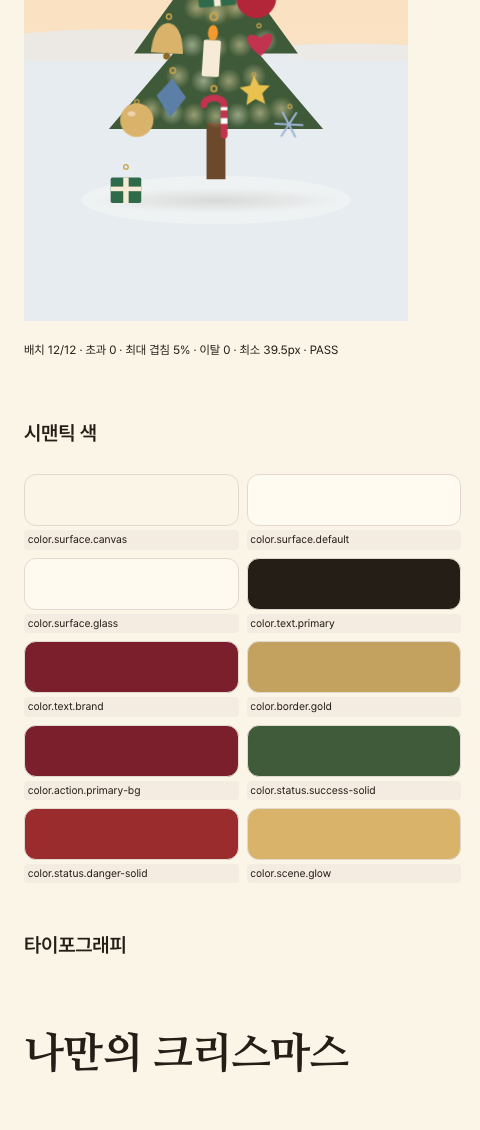 배치 12/12 · 초과 0 · 최대 겹침 5% · 이탈 0 · 최소 39.5px · PASS
시맨틱 색
color.surface.canvas
color.surface.default
color.surface.glass
color.text.primary
color.text.brand
color.border.gold
color.action.primary-bg
color.status.success-solid
color.status.danger-solid
color.scene.glow
타이포그래피
나만의 크리스마스